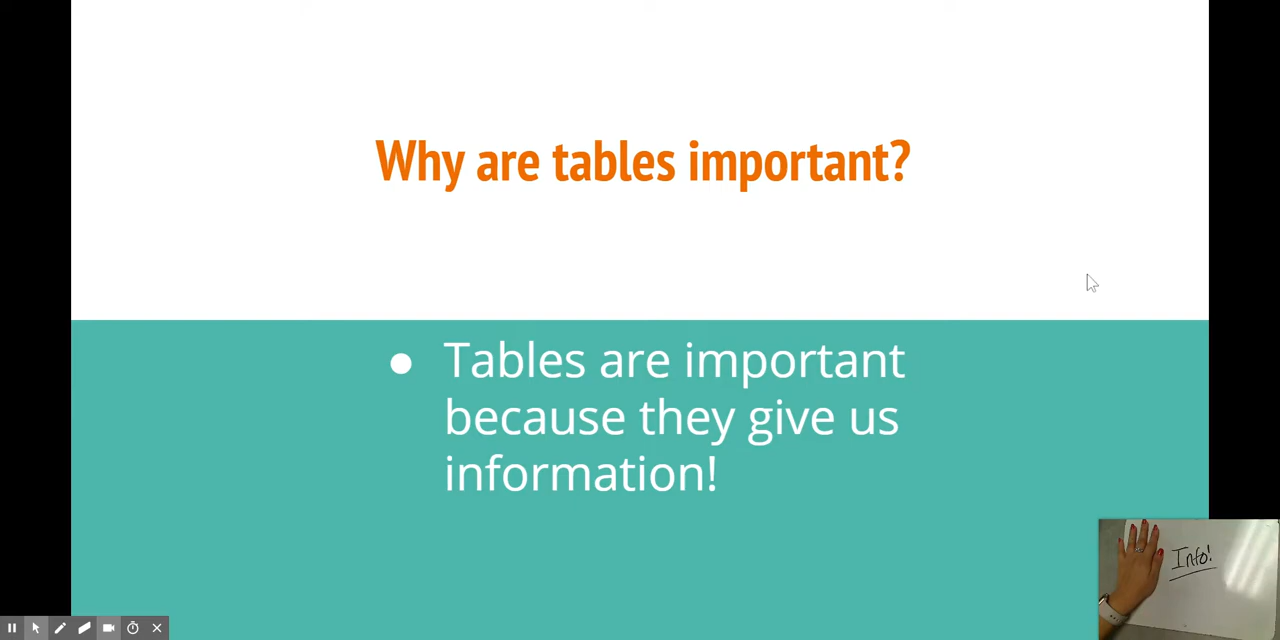 Why are tables important?
● Tables are important
because they give us
information!
Info!